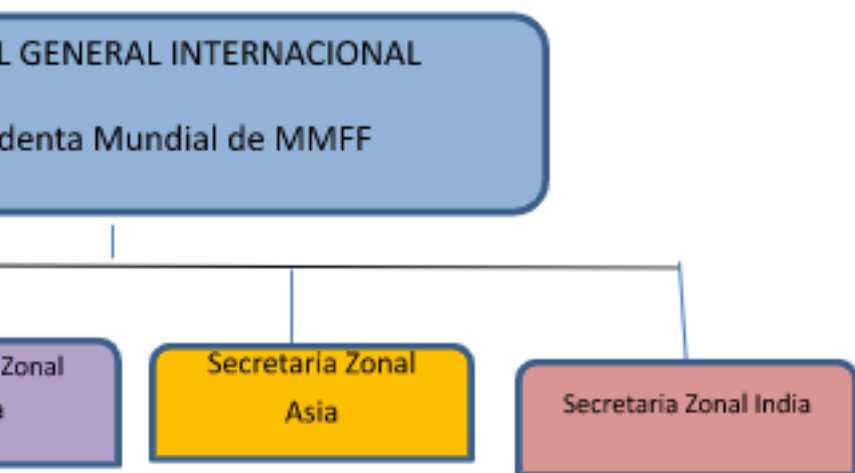 L GENERAL INTERNACIONAL
denta Mundial de MMFF
Zonal
a
Secretaria Zonal
Asia
Secretaria Zonal India